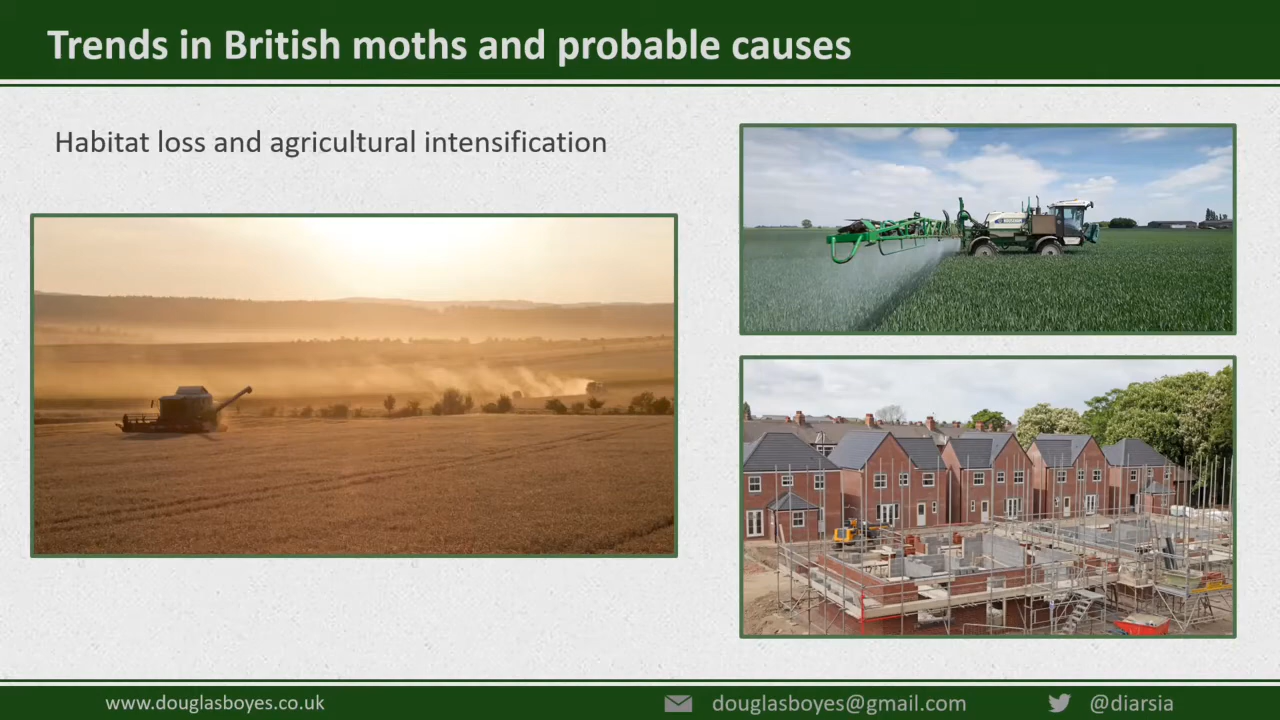 Trends in British moths and probable causes
Habitat loss and agricultural intensification
www.douglasboyes.co.uk
douglasboyes@gmail.com
@diarsia